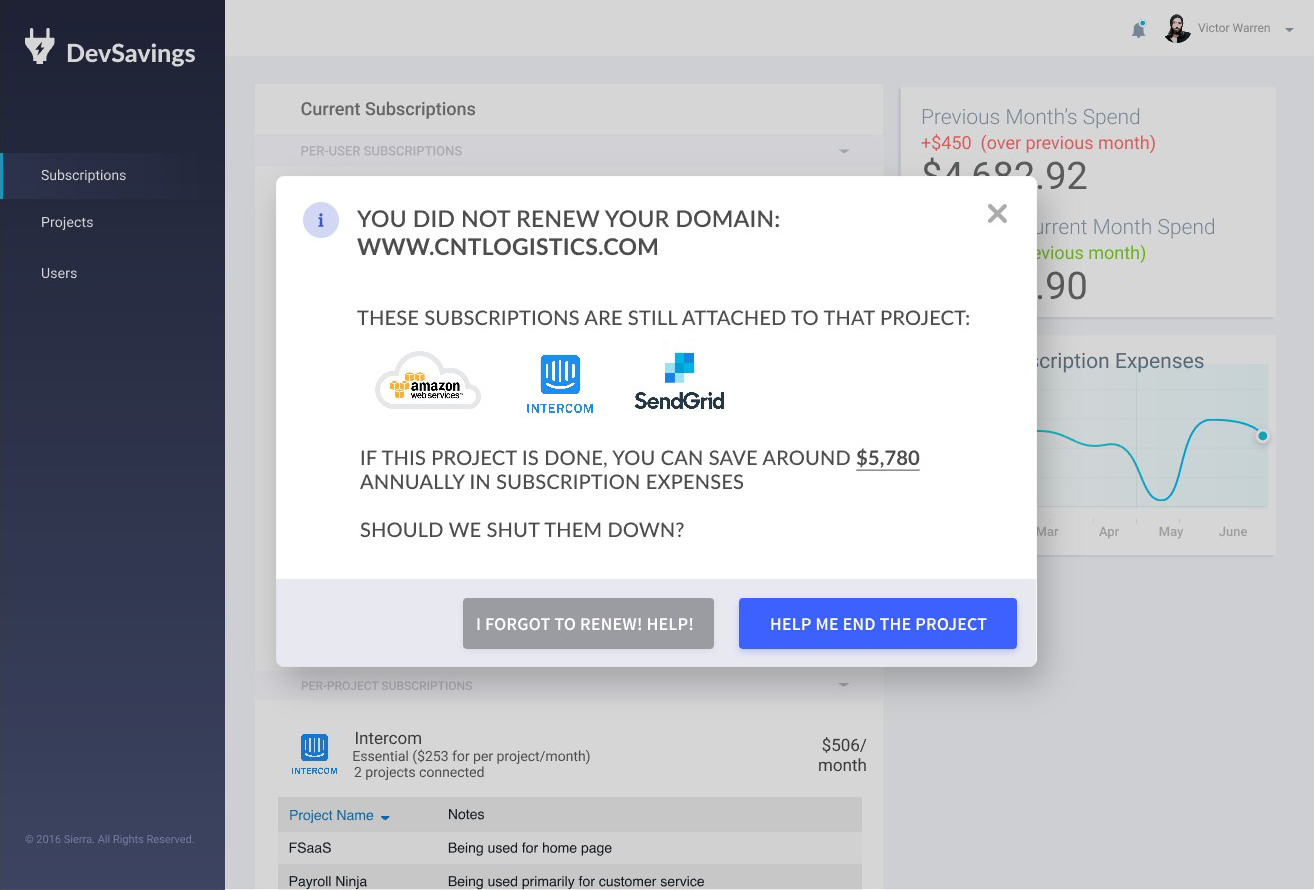 DevSavings
Victor Warren
Subscriptions
Projects
Users
© 2016 Sierra. All Rights Reserved.
Current Subscriptions
PER-USER SUBSCRIPTIONS
Previous Month's Spend
+$450 (over previous month)
$4,682.92
urrent Month Spend
evious month)
.90
cription Expenses
Mar Apr May June
i
YOU DID NOT RENEW YOUR DOMAIN:
WWW.CNTLOGISTICS.COM
THESE SUBSCRIPTIONS ARE STILL ATTACHED TO THAT PROJECT:
amazon
webservices™
INTERCOM
SendGrid
IF THIS PROJECT IS DONE, YOU CAN SAVE AROUND $5,780
ANNUALLY IN SUBSCRIPTION EXPENSES
SHOULD WE SHUT THEM DOWN?
I FORGOT TO RENEW! HELP!
HELP ME END THE PROJECT
PER-PROJECT SUBSCRIPTIONS
INTERCOM
Intercom
Essential ($253 for per project/month)
2 projects connected
$506/
month
Project Name Notes
FSaaS Being used for home page
Payroll Ninja Being used primarily for customer service